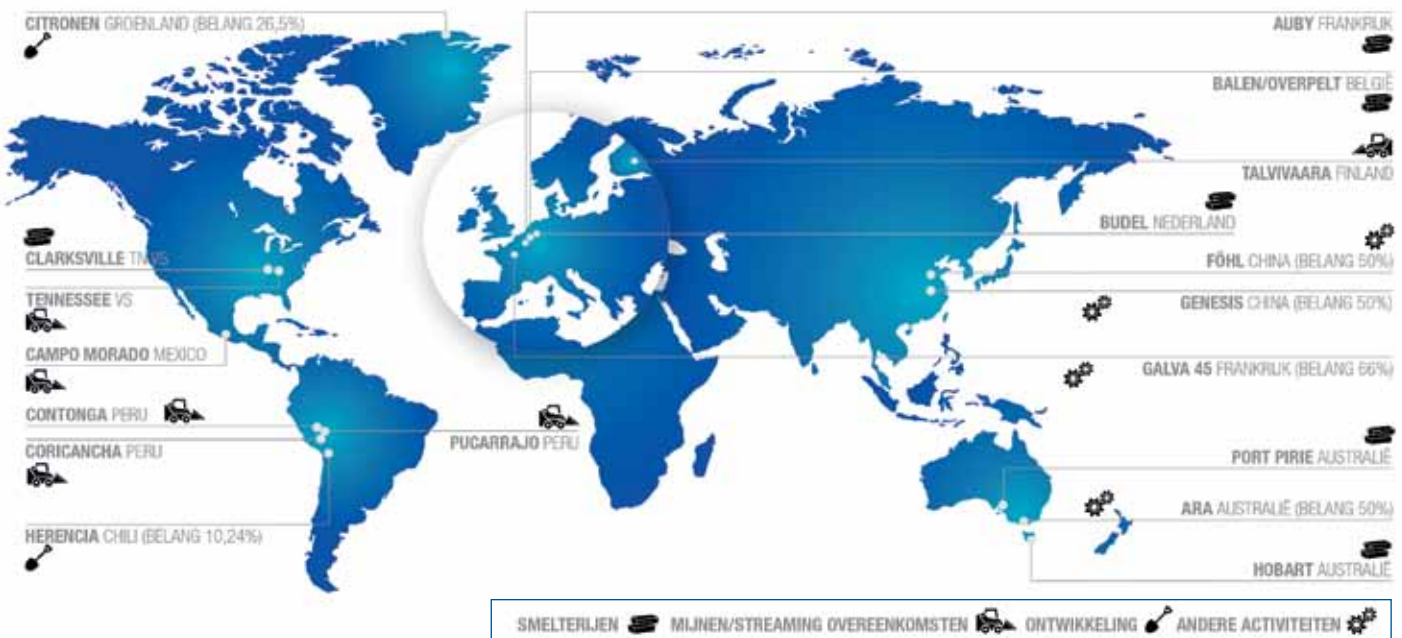 CITRONEN GROENLAND (BELANG 26,5%)
CLARKSVILLE TN VS
TENNESSEE VS
CAMPO MORADO MEXICO
CONTONGA PERU
CORICANCHA PERU
HERENCIA CHILI (BELANG 10,24%)
PUCARRAJO PERU
AUBY FRANKRIJK
BALEN/OVERPELT BELGIË
TALVIVAARA FINLAND
BUDEL NEDERLAND
FÖHL CHINA (BELANG 50%)
GENESIS CHINA (BELANG 50%)
GALVA 45 FRANKRIJK (BELANG 66%)
PORT PIRIE AUSTRALIË
ARA AUSTRALIË (BELANG 50%)
HOBART AUSTRALIË
SMELTERIJEN MIJNEN/STREAMING OVEREENKOMSTEN ONTWIKKELING ANDERE ACTIVITEITEN